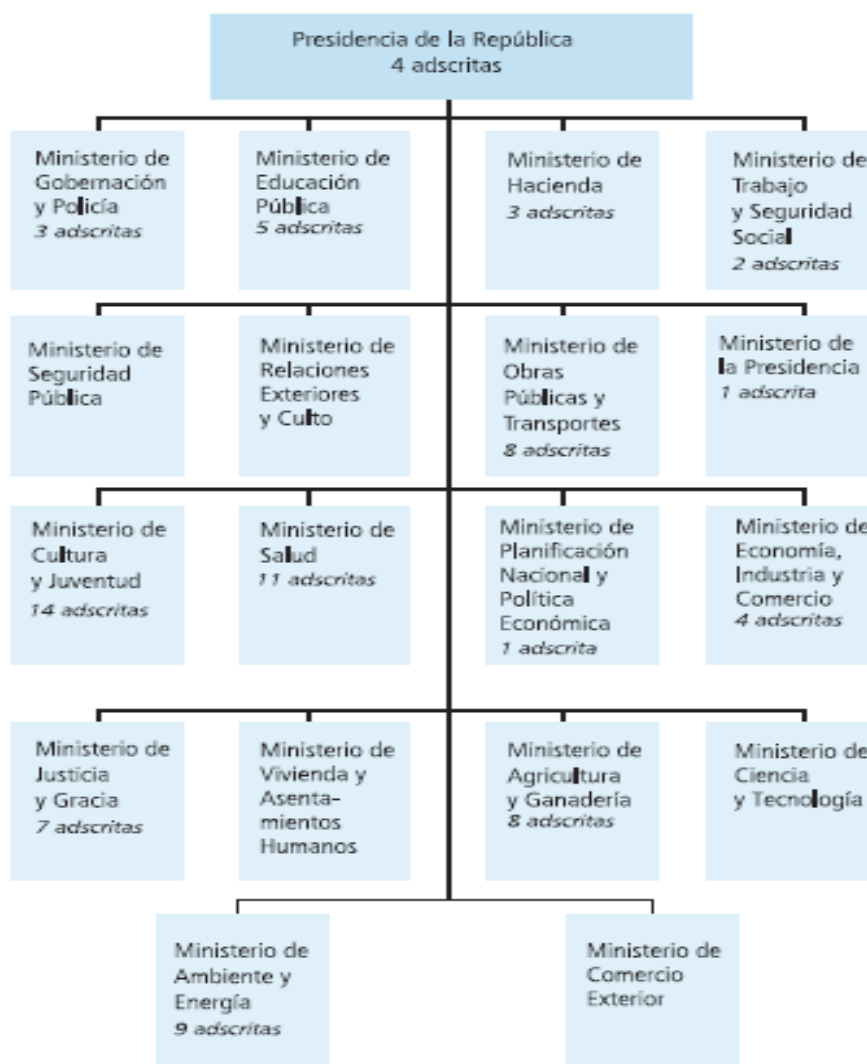 Presidencia de la República
4 adscritas
Ministerio de
Gobernación
y Policía
3 adscritas
Ministerio de
Educación
Pública
5 adscritas
Ministerio de
Hacienda
3 adscritas
Ministerio de
Trabajo
y Seguridad
Social
2 adscritas
Ministerio de
Seguridad
Pública
Ministerio de
Relaciones
Exteriores
y Culto
Ministerio de
Obras
Públicas y
Transportes
8 adscritas
Ministerio de
la Presidencia
1 adscrita
Ministerio de
Cultura
y Juventud
14 adscritas
Ministerio de
Salud
11 adscritas
Ministerio de
Planificación
Nacional y
Política
Económica
1 adscrita
Ministerio de
Economía,
Industria y
Comercio
4 adscritas
Ministerio de
Justicia
y Gracia
7 adscritas
Ministerio de
Vivienda y
Asenta-
mientos
Humanos
Ministerio de
Agricultura
y Ganadería
8 adscritas
Ministerio de
Ciencia
y Tecnología
Ministerio de
Ambiente y
Energía
9 adscritas
Ministerio de
Comercio
Exterior